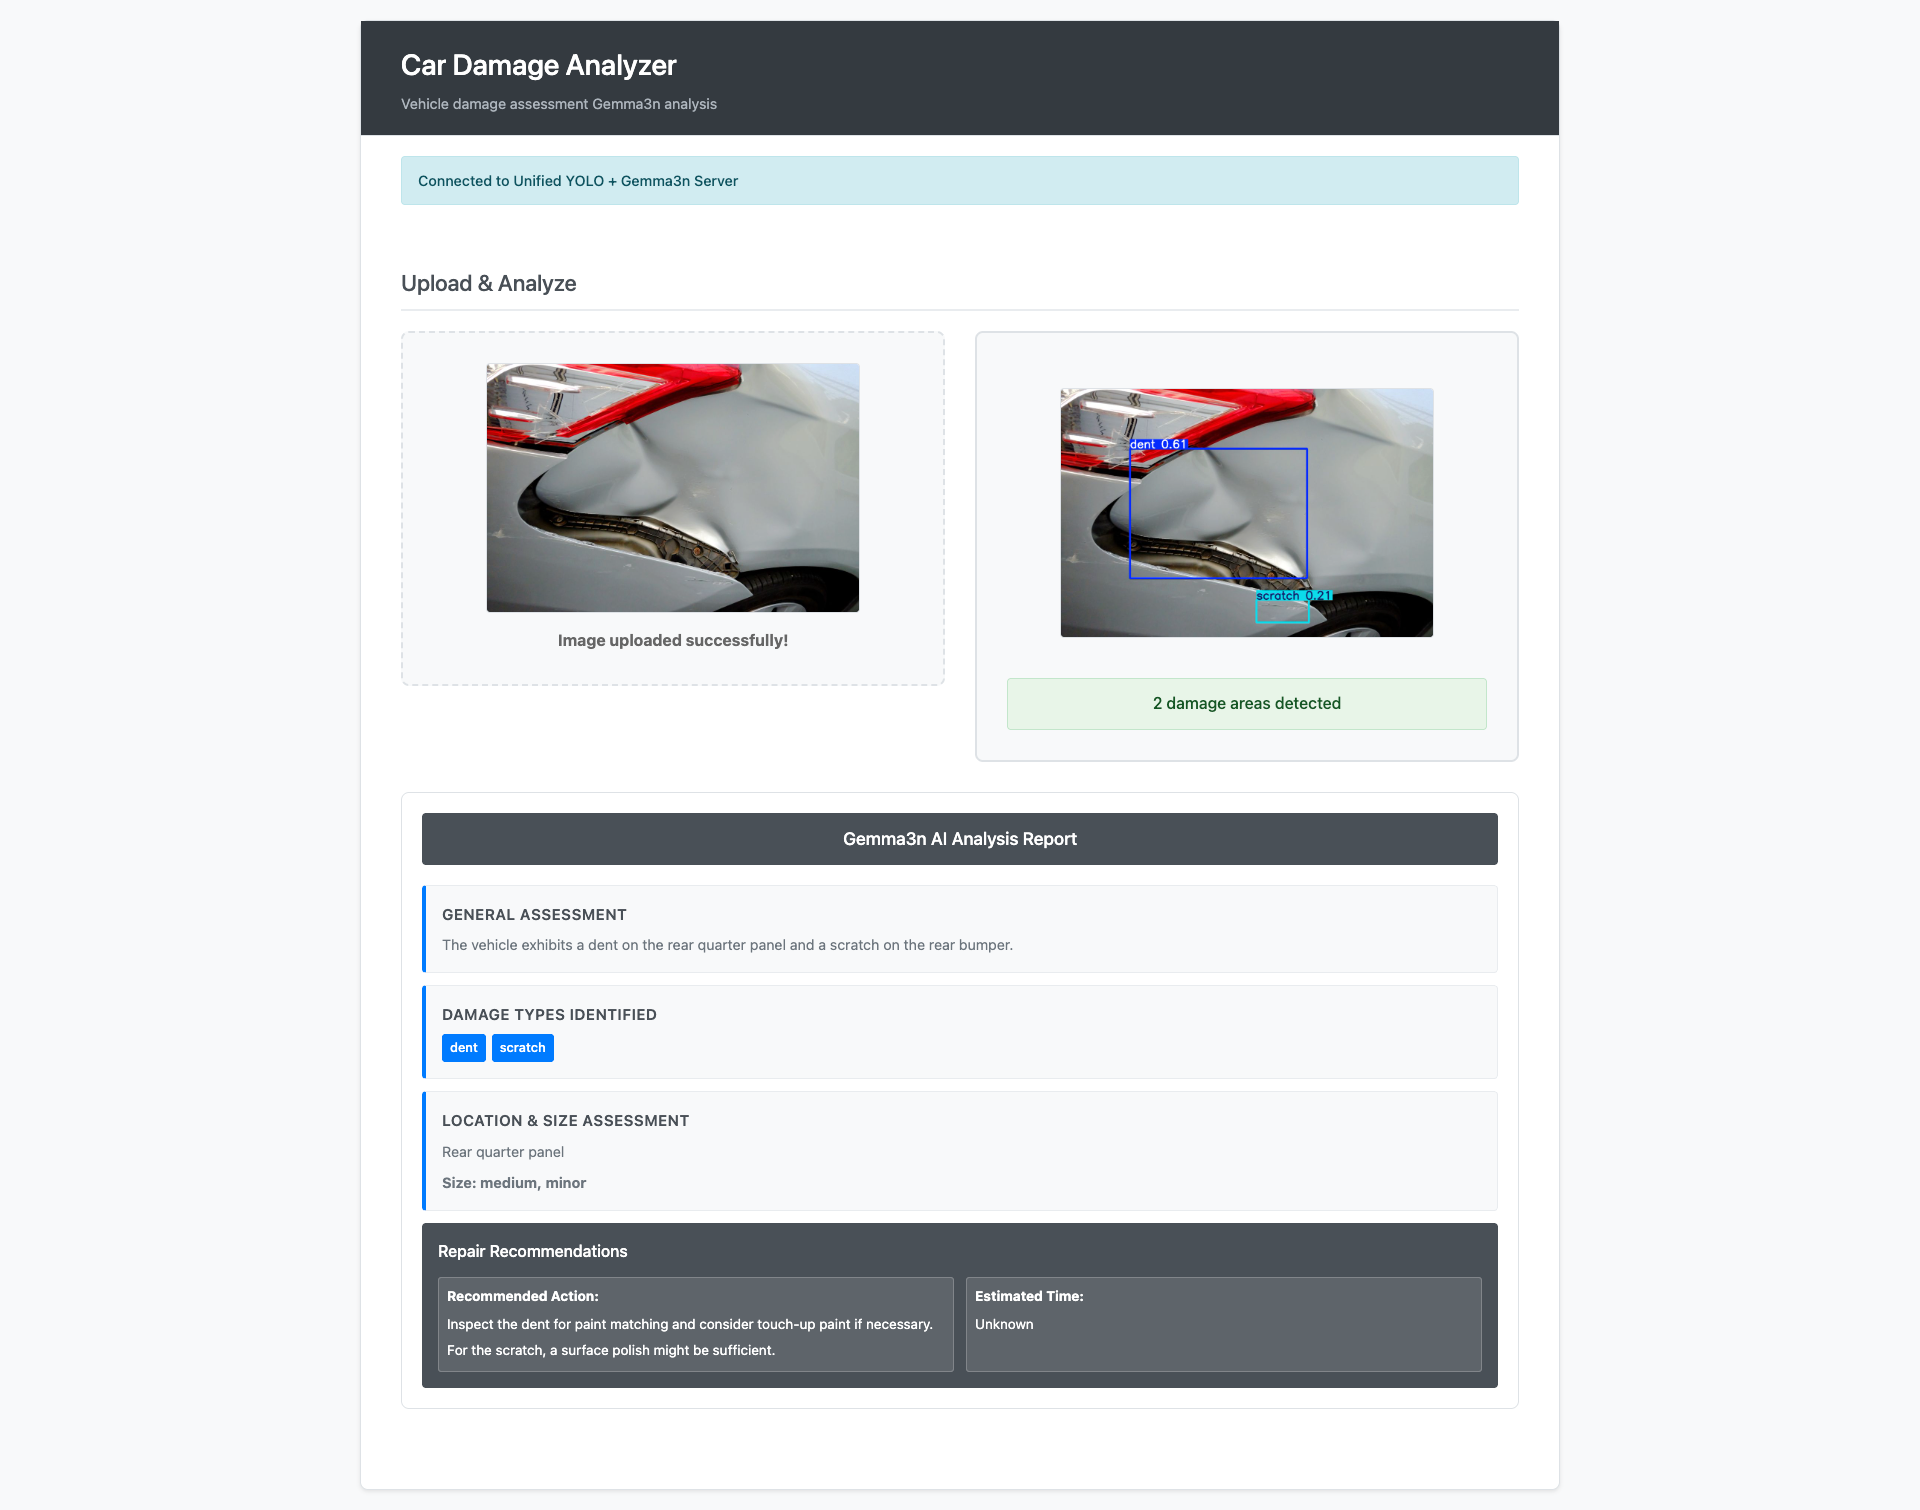 Car Damage Analyzer
Vehicle damage assessment Gemma3n analysis
Connected to Unified YOLO + Gemma3n Server
Upload & Analyze
Image uploaded successfully!
dent 0.61
scratch 0.21
2 damage areas detected
Gemma3n AI Analysis Report
GENERAL ASSESSMENT
The vehicle exhibits a dent on the rear quarter panel and a scratch on the rear bumper.
DAMAGE TYPES IDENTIFIED
dent scratch
LOCATION & SIZE ASSESSMENT
Rear quarter panel
Size: medium, minor
Repair Recommendations
Recommended Action:
Inspect the dent for paint matching and consider touch-up paint if necessary.
For the scratch, a surface polish might be sufficient.
Estimated Time:
Unknown